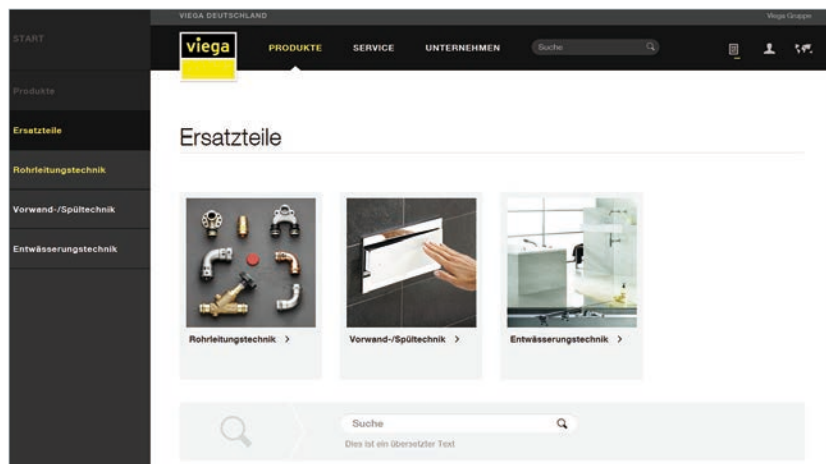 VIEGA DEUTSCHLAND
Viega Gruppe
START
viega
PRODUKTE
SERVICE
UNTERNEHMEN
Suche
Produkte
Ersatzteile
Rohrleitungstechnik
Vorwand-/Spültechnik
Entwässerungstechnik
Ersatzteile
Rohrleitungstechnik >
Vorwand-/Spültechnik >
Entwässerungstechnik >
Suche
Dies ist ein übersetzter Text